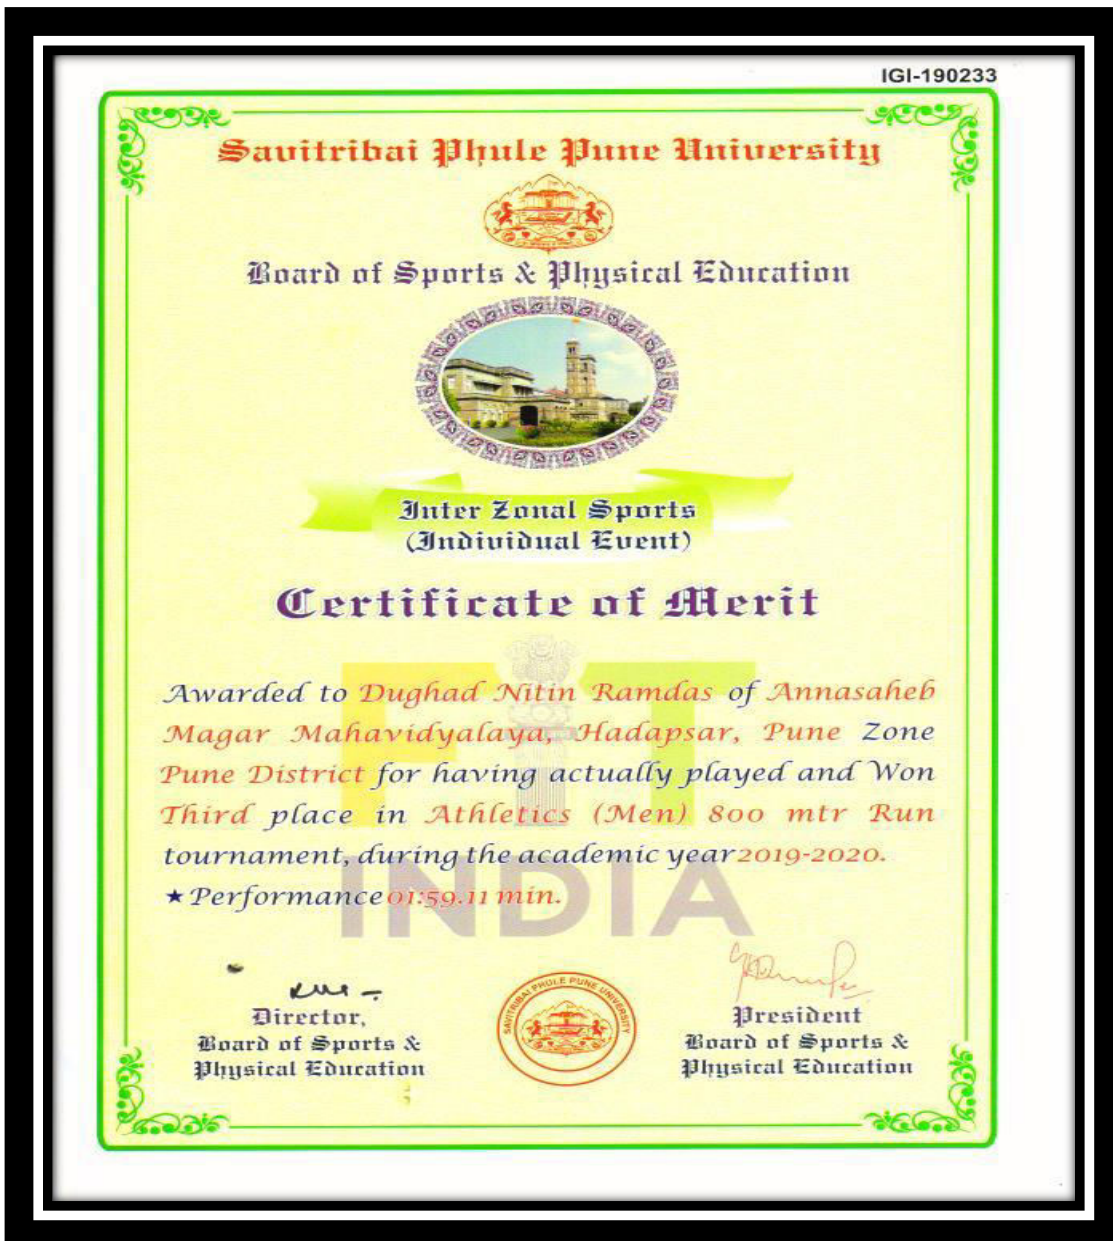 IGI-190233
Savitribai Phule Pune University
Board of Sports & Physical Education
Inter Zonal Sports
(Individual Event)
Certificate of Merit
FIT
INDIA
Awarded to Dughad Nitin Ramdas of Annasaheb
Magar Mahavidyalaya, Hadapsar, Pune Zone
Pune District for having actually played and Won
Third place in Athletics (Men) 800 mtr Run
tournament, during the academic year 2019-2020.
★ Performance 01:59.11 min.
Director,
Board of Sports &
Physical Education
SAVITRIBAI PHULE PUNE UNIVERSITY
President
Board of Sports &
Physical Education